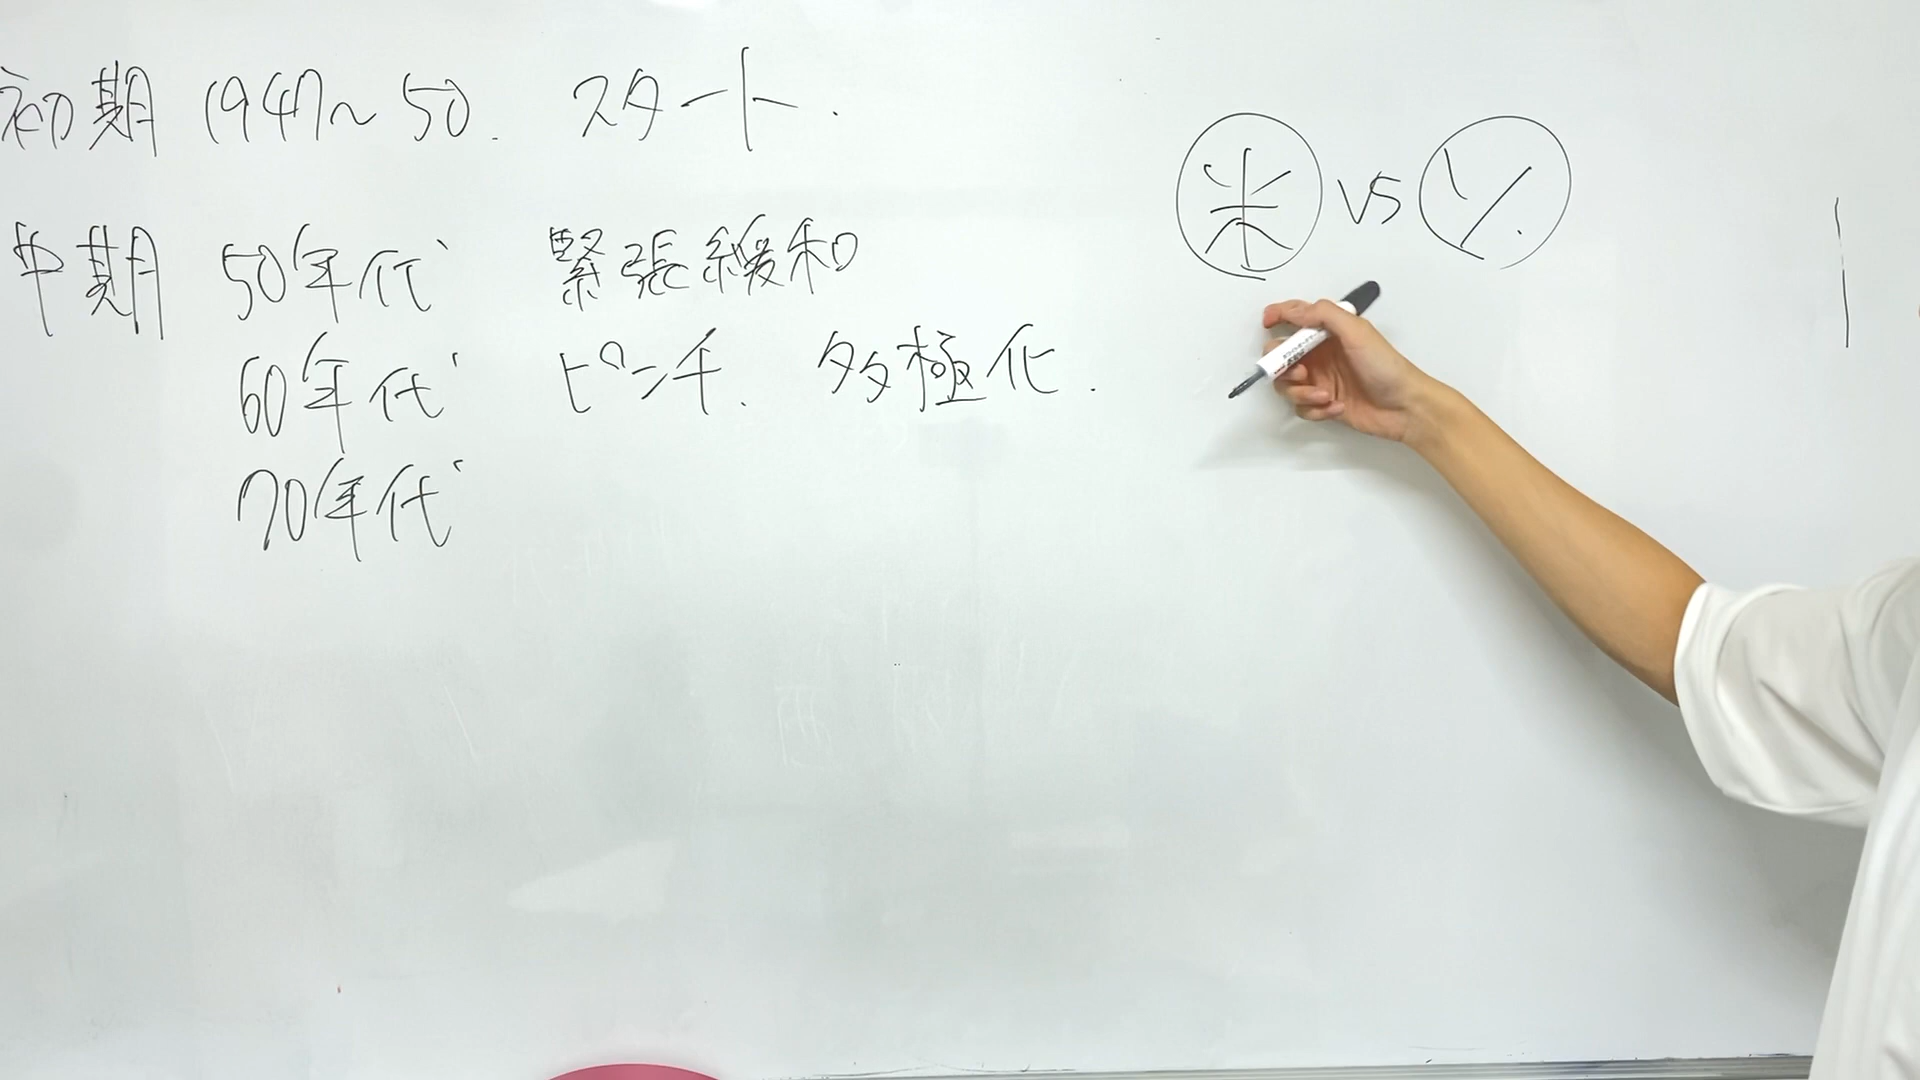 初期 1947~50. スタート.
中期 50年代 緊張緩和
60年代 ピンチ. 多極化.
70年代
米 vs ソ.